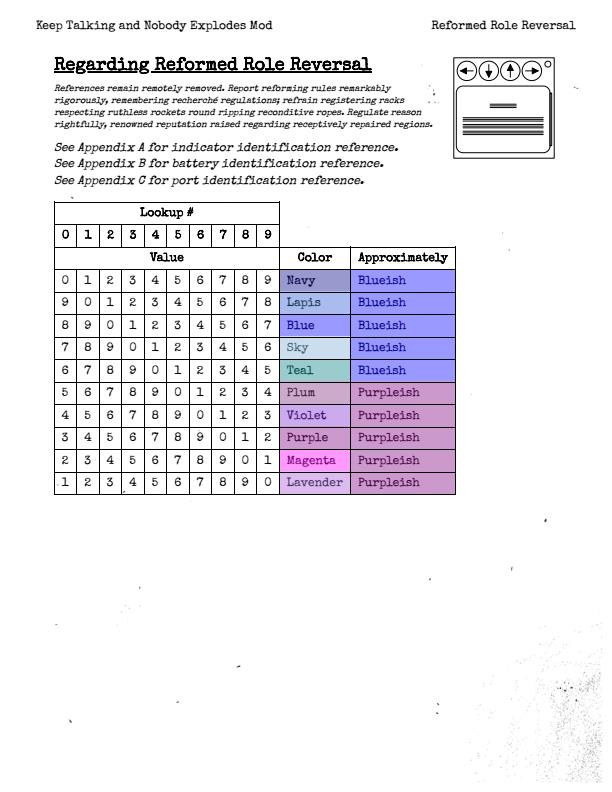 Keep Talking and Nobody Explodes Mod Reformed Role Reversal
Regarding Reformed Role Reversal
References remain remotely removed. Report reforming rules remarkably
rigorously, remembering recherché regulations; refrain registering racks
respecting ruthless rockets round ripping reconditive ropes. Regulate reason
rightfully, renowned reputation raised regarding receptively repaired regions.
See Appendix A for indicator identification reference.
See Appendix B for battery identification reference.
See Appendix C for port identification reference.
Lookup #
0 1 2 3 4 5 6 7 8 9
Value Color Approximately
0 1 2 3 4 5 6 7 8 9 Navy Blueish
9 0 1 2 3 4 5 6 7 8 Lapis Blueish
8 9 0 1 2 3 4 5 6 7 Blue Blueish
7 8 9 0 1 2 3 4 5 6 Sky Blueish
6 7 8 9 0 1 2 3 4 5 Teal Blueish
5 6 7 8 9 0 1 2 3 4 Plum Purpleish
4 5 6 7 8 9 0 1 2 3 Violet Purpleish
3 4 5 6 7 8 9 0 1 2 Purple Purpleish
2 3 4 5 6 7 8 9 0 1 Magenta Purpleish
1 2 3 4 5 6 7 8 9 0 Lavender Purpleish